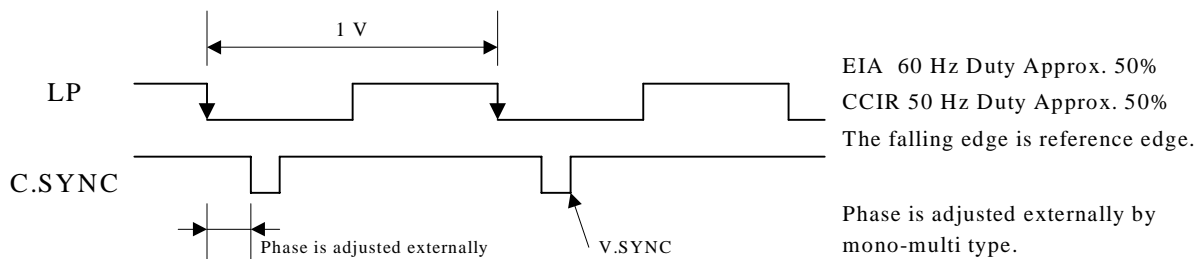 1 V
LP
C.SYNC
Phase is adjusted externally
V.SYNC
EIA 60 Hz Duty Approx. 50%
CCIR 50 Hz Duty Approx. 50%
The falling edge is reference edge.
Phase is adjusted externally by
mono-multi type.